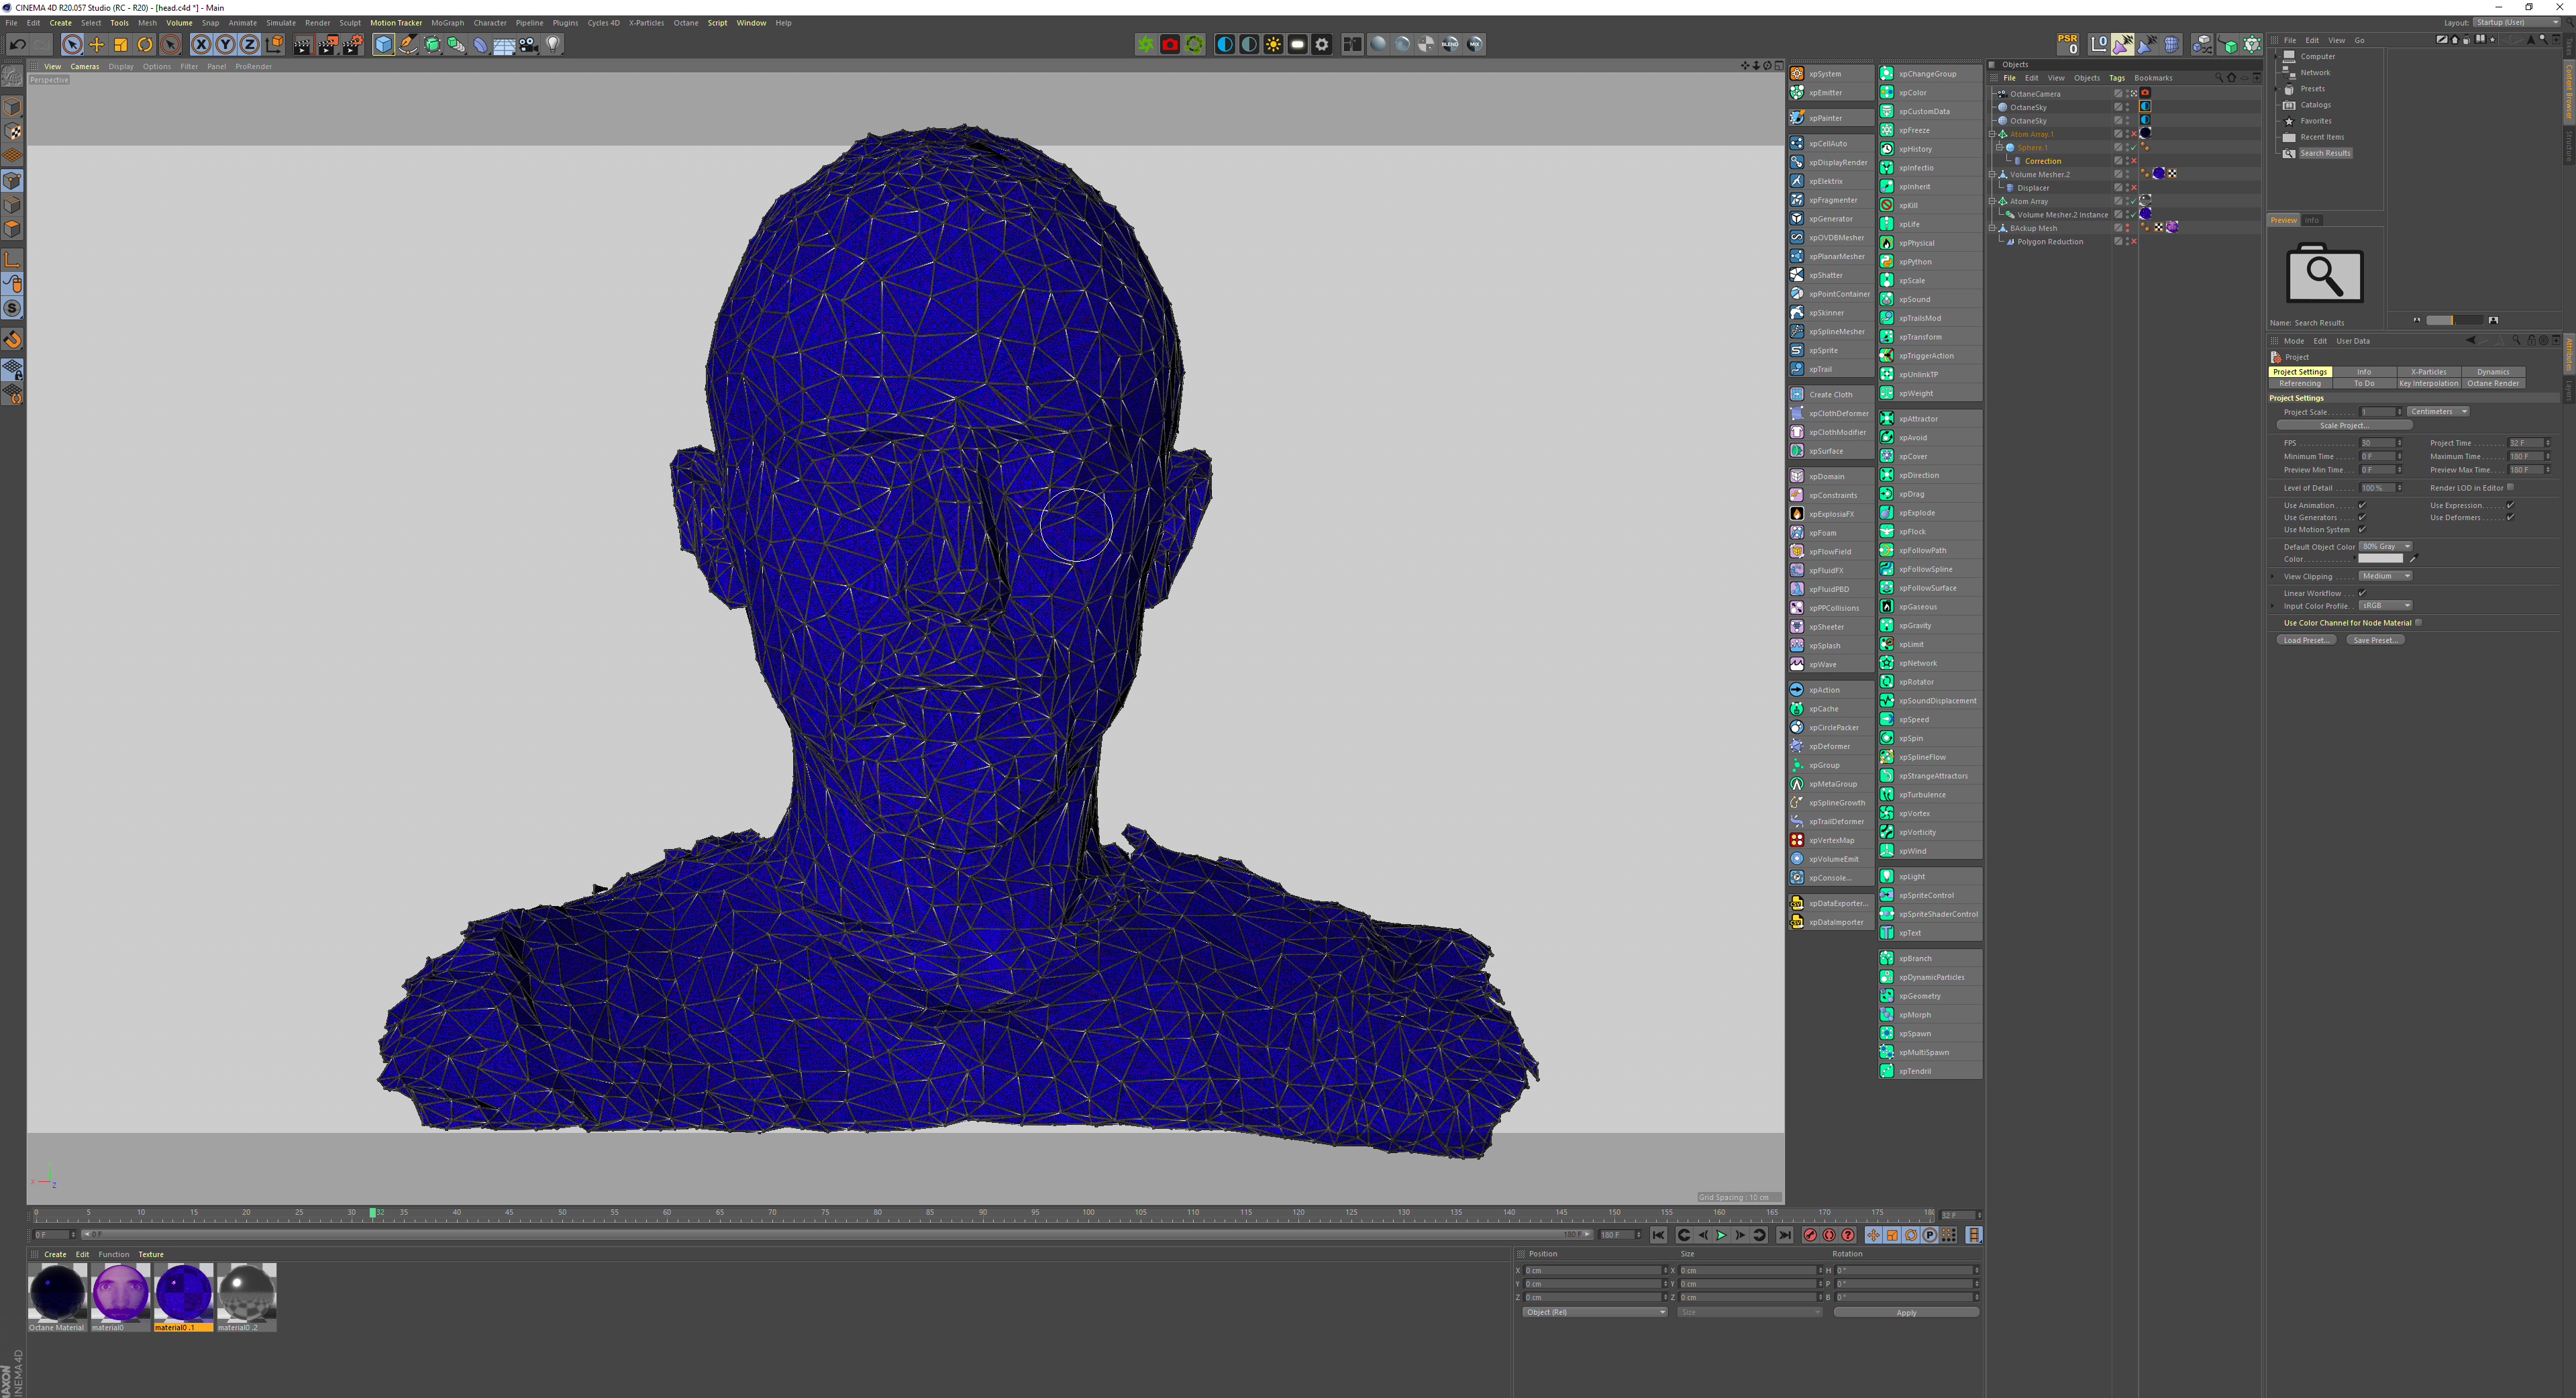 CINEMA 4D R20.057 Studio (RC - R20) - [head.c4d *] - Main
File Edit Create Select Tools Mesh Volume Snap Animate Simulate Render Sculpt Motion Tracker MoGraph Character Pipeline Plugins Cycles 4D X-Particles Octane Script Window Help
Layout: Startup (User)
X Y Z
BLEND
MIX
PSR
0
0
View Cameras Display Options Filter Panel ProRender
Perspective
Grid Spacing : 10 cm
xpSystem
xpEmitter
xpPainter
xpCellAuto
xpDisplayRender
xpElektrix
xpFragmenter
xpGenerator
xpOVDBMesher
xpPlanarMesher
xpShatter
xpPointContainer
xpSkinner
xpSplineMesher
xpSprite
xpTrail
Create Cloth
xpClothDeformer
xpClothModifier
xpSurface
xpDomain
xpConstraints
xpExplosiaFX
xpFoam
xpFlowField
xpFluidFX
xpFluidPBD
xpPPCollisions
xpSheeter
xpSplash
xpWave
xpAction
xpCache
xpCirclePacker
xpDeformer
xpGroup
xpMetaGroup
xpSplineGrowth
xpTrailDeformer
xpVertexMap
xpVolumeEmit
xpConsole...
xpDataExporter...
xpDataImporter
xpChangeGroup
xpColor
xpCustomData
xpFreeze
xpHistory
xpInfectio
xpInherit
xpKill
xpLife
xpPhysical
xpPython
xpScale
xpSound
xpTrailsMod
xpTransform
xpTriggerAction
xpUnlinkTP
xpWeight
xpAttractor
xpAvoid
xpCover
xpDirection
xpDrag
xpExplode
xpFlock
xpFollowPath
xpFollowSpline
xpFollowSurface
xpGaseous
xpGravity
xpLimit
xpNetwork
xpRotator
xpSoundDisplacement
xpSpeed
xpSpin
xpSplineFlow
xpStrangeAttractors
xpTurbulence
xpVortex
xpVorticity
xpWind
xpLight
xpSpriteControl
xpSpriteShaderControl
xpText
xpBranch
xpDynamicParticles
xpGeometry
xpMorph
xpSpawn
xpMultiSpawn
xpTendril
Objects
File Edit View Objects Tags Bookmarks
OctaneCamera
OctaneSky
OctaneSky
Atom Array.1
Sphere.1
Correction
Volume Mesher.2
Displacer
Atom Array
Volume Mesher.2 Instance
BAckup Mesh
Polygon Reduction
File Edit View Go
Computer
Network
Presets
Catalogs
Favorites
Recent Items
Search Results
Preview Info
Name: Search Results
Content Browser
Structure
Attributes
Layers
Mode Edit User Data
Project
Project Settings Info X-Particles Dynamics
Referencing To Do Key Interpolation Octane Render
Project Settings
Project Scale....... 1 Centimeters
Scale Project...
FPS 30 Project Time 32 F
Minimum Time 0 F Maximum Time 180 F
Preview Min Time 0 F Preview Max Time 180 F
Level of Detail 100 % Render LOD in Editor
Use Animation Use Expression
Use Generators Use Deformers
Use Motion System
Default Object Color 80% Gray
Color
View Clipping Medium
Linear Workflow
Input Color Profile sRGB
Use Color Channel for Node Material
Load Preset... Save Preset...
0 5 10 15 20 25 30 32 35 40 45 50 55 60 65 70 75 80 85 90 95 100 105 110 115 120 125 130 135 140 145 150 155 160 165 170 175 180 32 F
0 F 0 F 180 F 180 F
Create Edit Function Texture
Octane Material material0 material0 .1 material0 .2
Position Size Rotation
X 0 cm X 0 cm H 0 °
Y 0 cm Y 0 cm P 0 °
Z 0 cm Z 0 cm B 0 °
Object (Rel) Size Apply
MAXON
CINEMA 4D